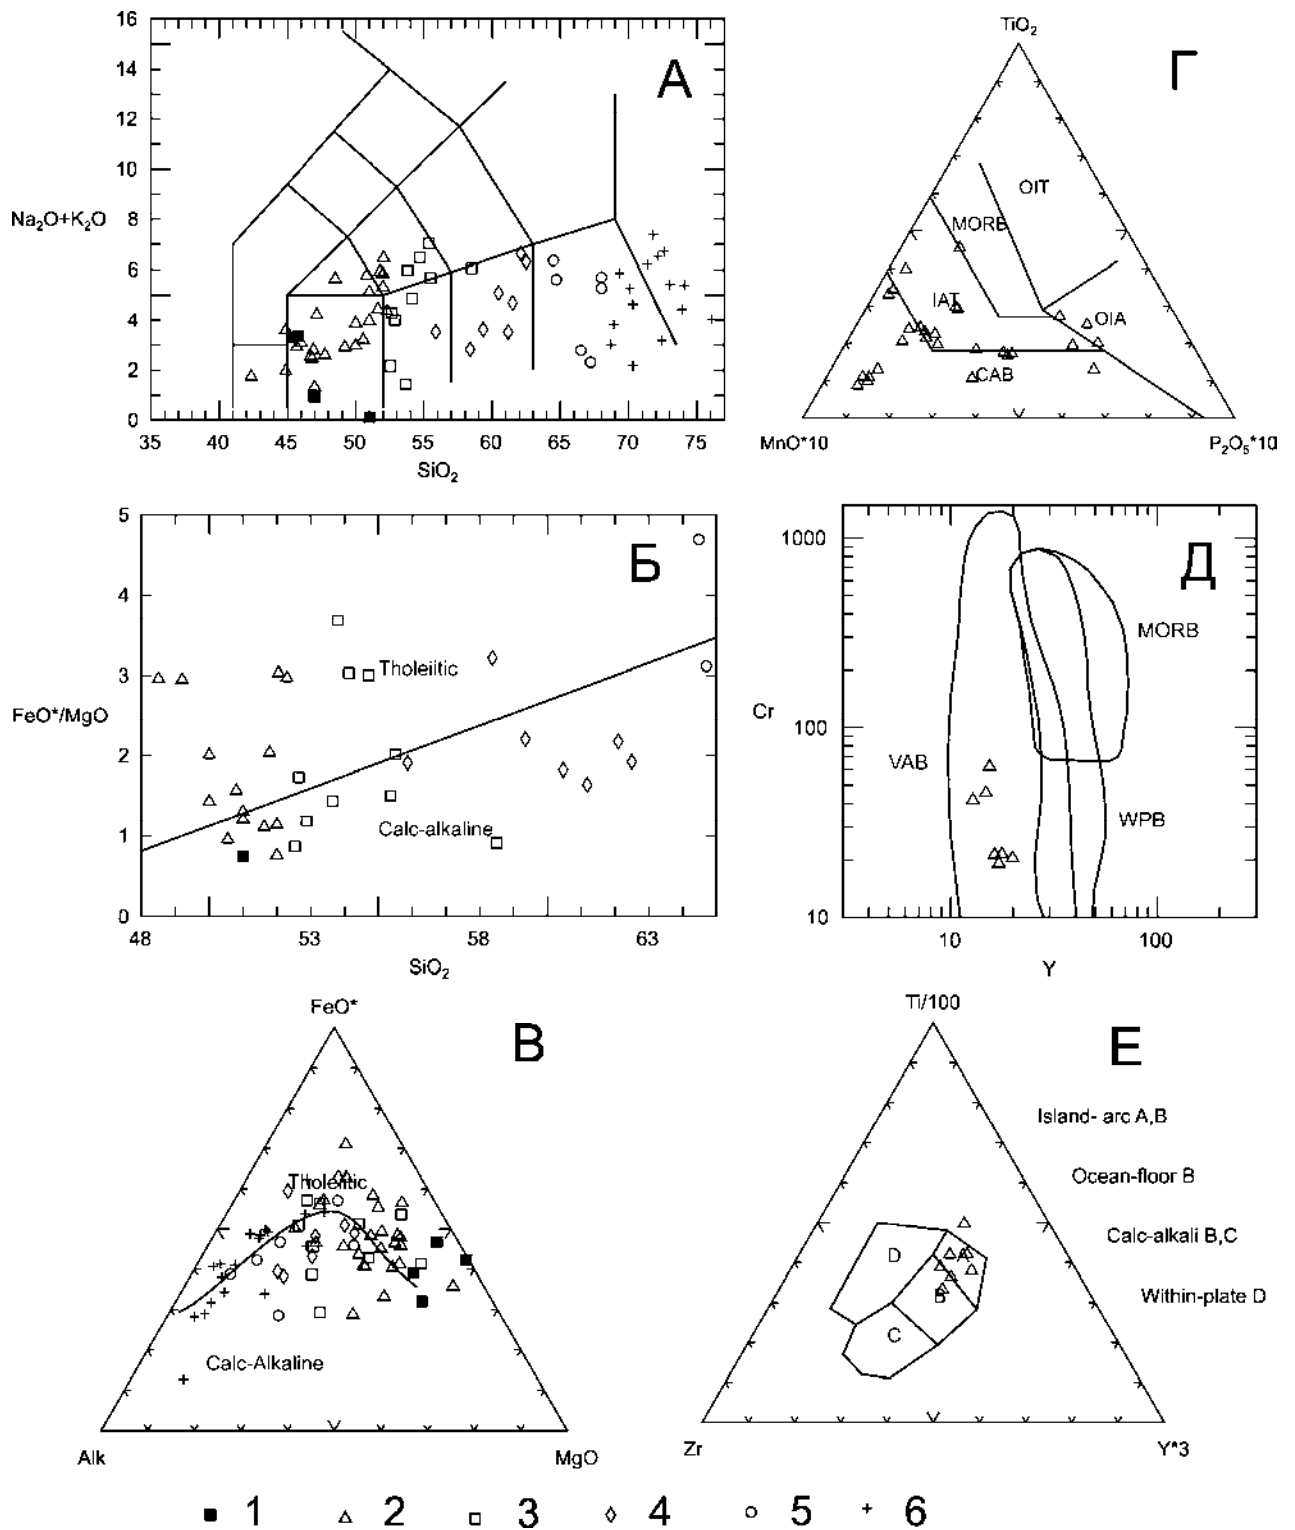 16
14
12
10
8
6
4
2
0
Na₂O+K₂O
А
35 40 45 50 55 60 65 70 75
SiO₂
TiO₂
Г
OIT
MORB
IAT
OIA
CAB
MnO*10
P₂O₅*10
5
4
3
2
1
0
FeO*/MgO
Б
Tholeiitic
Calc-alkaline
48 53 58 63
SiO₂
1000
100
10
Cr
Д
MORB
VAB
WPB
10 100
Y
FeO*
В
Tholeiitic
Calc-Alkaline
Alk
MgO
Ti/100
Е
Island- arc A,B
Ocean-floor B
Calc-alkali B,C
Within-plate D
D
A
B
C
Zr
Y*3
1 2 3 4 5 6